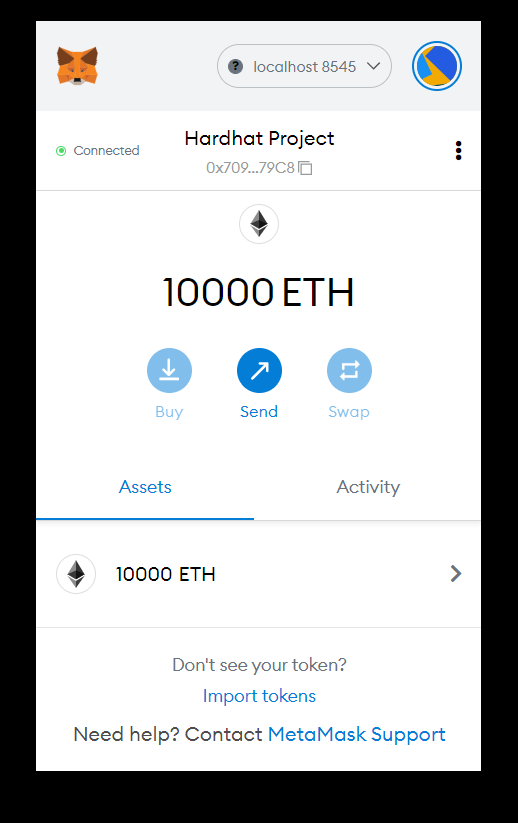 ? localhost 8545
Connected
Hardhat Project
0x709...79C8
10000 ETH
Buy Send Swap
Assets Activity
10000 ETH
Don't see your token?
Import tokens
Need help? Contact MetaMask Support